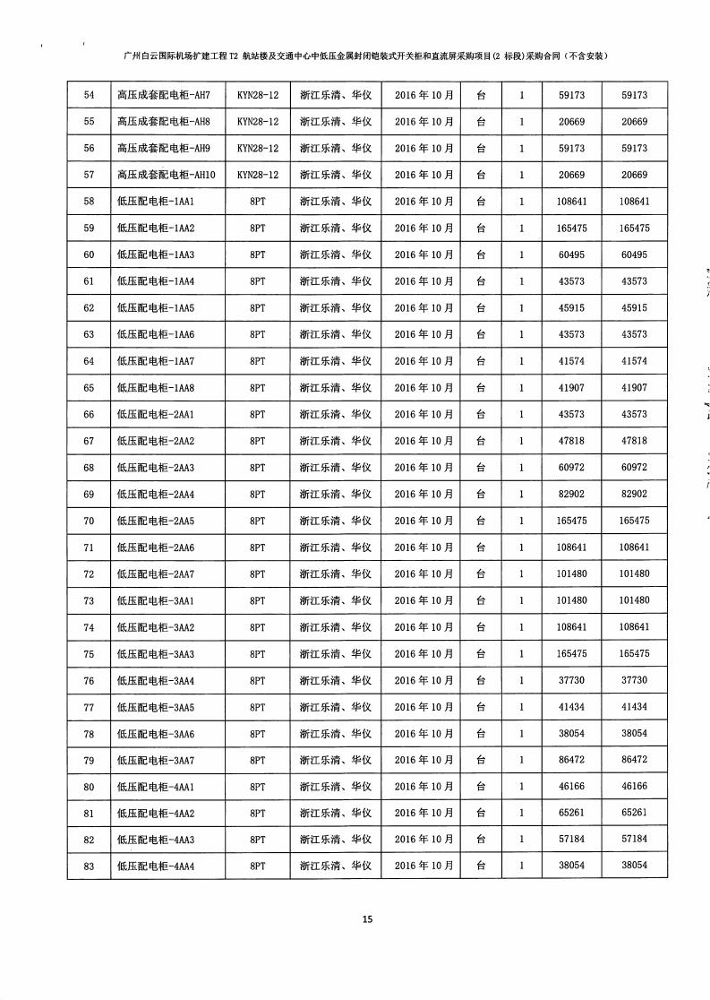 广州白云国际机场扩建工程 T2 航站楼及交通中心中低压金属封闭铠装式开关柜和直流屏采购项目(2 标段)采购合同（不含安装）
54 高压成套配电柜-AH7 KYN28-12 浙江乐清、华仪 2016 年 10 月 台 1 59173 59173
55 高压成套配电柜-AH8 KYN28-12 浙江乐清、华仪 2016 年 10 月 台 1 20669 20669
56 高压成套配电柜-AH9 KYN28-12 浙江乐清、华仪 2016 年 10 月 台 1 59173 59173
57 高压成套配电柜-AH10 KYN28-12 浙江乐清、华仪 2016 年 10 月 台 1 20669 20669
58 低压配电柜-1AA1 8PT 浙江乐清、华仪 2016 年 10 月 台 1 108641 108641
59 低压配电柜-1AA2 8PT 浙江乐清、华仪 2016 年 10 月 台 1 165475 165475
60 低压配电柜-1AA3 8PT 浙江乐清、华仪 2016 年 10 月 台 1 60495 60495
61 低压配电柜-1AA4 8PT 浙江乐清、华仪 2016 年 10 月 台 1 43573 43573
62 低压配电柜-1AA5 8PT 浙江乐清、华仪 2016 年 10 月 台 1 45915 45915
63 低压配电柜-1AA6 8PT 浙江乐清、华仪 2016 年 10 月 台 1 43573 43573
64 低压配电柜-1AA7 8PT 浙江乐清、华仪 2016 年 10 月 台 1 41574 41574
65 低压配电柜-1AA8 8PT 浙江乐清、华仪 2016 年 10 月 台 1 41907 41907
66 低压配电柜-2AA1 8PT 浙江乐清、华仪 2016 年 10 月 台 1 43573 43573
67 低压配电柜-2AA2 8PT 浙江乐清、华仪 2016 年 10 月 台 1 47818 47818
68 低压配电柜-2AA3 8PT 浙江乐清、华仪 2016 年 10 月 台 1 60972 60972
69 低压配电柜-2AA4 8PT 浙江乐清、华仪 2016 年 10 月 台 1 82902 82902
70 低压配电柜-2AA5 8PT 浙江乐清、华仪 2016 年 10 月 台 1 165475 165475
71 低压配电柜-2AA6 8PT 浙江乐清、华仪 2016 年 10 月 台 1 108641 108641
72 低压配电柜-2AA7 8PT 浙江乐清、华仪 2016 年 10 月 台 1 101480 101480
73 低压配电柜-3AA1 8PT 浙江乐清、华仪 2016 年 10 月 台 1 101480 101480
74 低压配电柜-3AA2 8PT 浙江乐清、华仪 2016 年 10 月 台 1 108641 108641
75 低压配电柜-3AA3 8PT 浙江乐清、华仪 2016 年 10 月 台 1 165475 165475
76 低压配电柜-3AA4 8PT 浙江乐清、华仪 2016 年 10 月 台 1 37730 37730
77 低压配电柜-3AA5 8PT 浙江乐清、华仪 2016 年 10 月 台 1 41434 41434
78 低压配电柜-3AA6 8PT 浙江乐清、华仪 2016 年 10 月 台 1 38054 38054
79 低压配电柜-3AA7 8PT 浙江乐清、华仪 2016 年 10 月 台 1 86472 86472
80 低压配电柜-4AA1 8PT 浙江乐清、华仪 2016 年 10 月 台 1 46166 46166
81 低压配电柜-4AA2 8PT 浙江乐清、华仪 2016 年 10 月 台 1 65261 65261
82 低压配电柜-4AA3 8PT 浙江乐清、华仪 2016 年 10 月 台 1 57184 57184
83 低压配电柜-4AA4 8PT 浙江乐清、华仪 2016 年 10 月 台 1 38054 38054
15